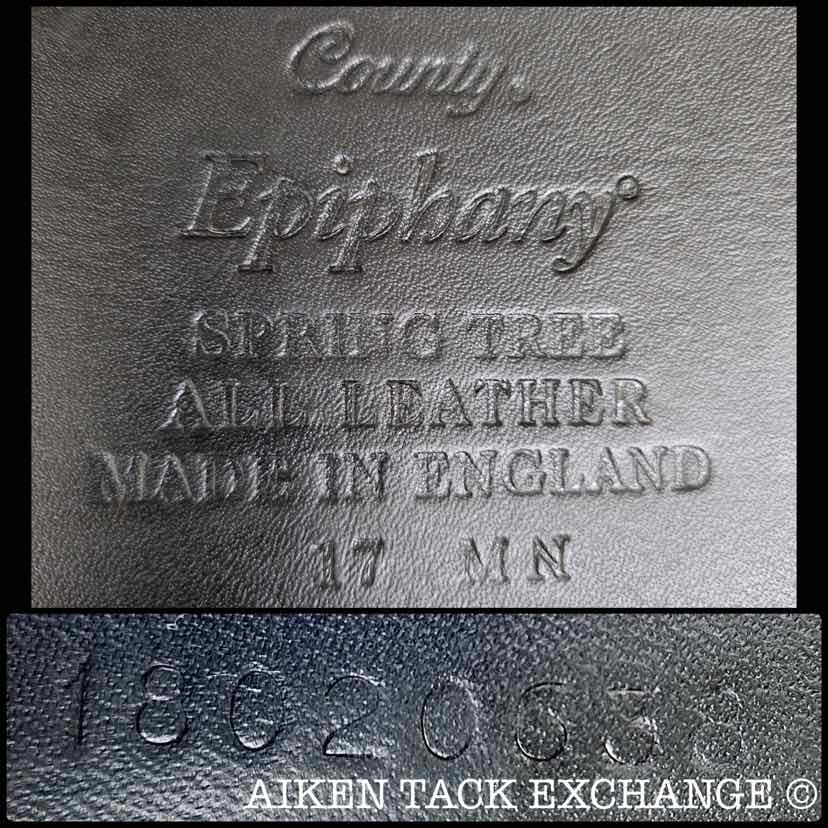 County.
Epiphany®
SPRING TREE
ALL LEATHER
MADE IN ENGLAND
17 MN
AIKEN TACK EXCHANGE ©